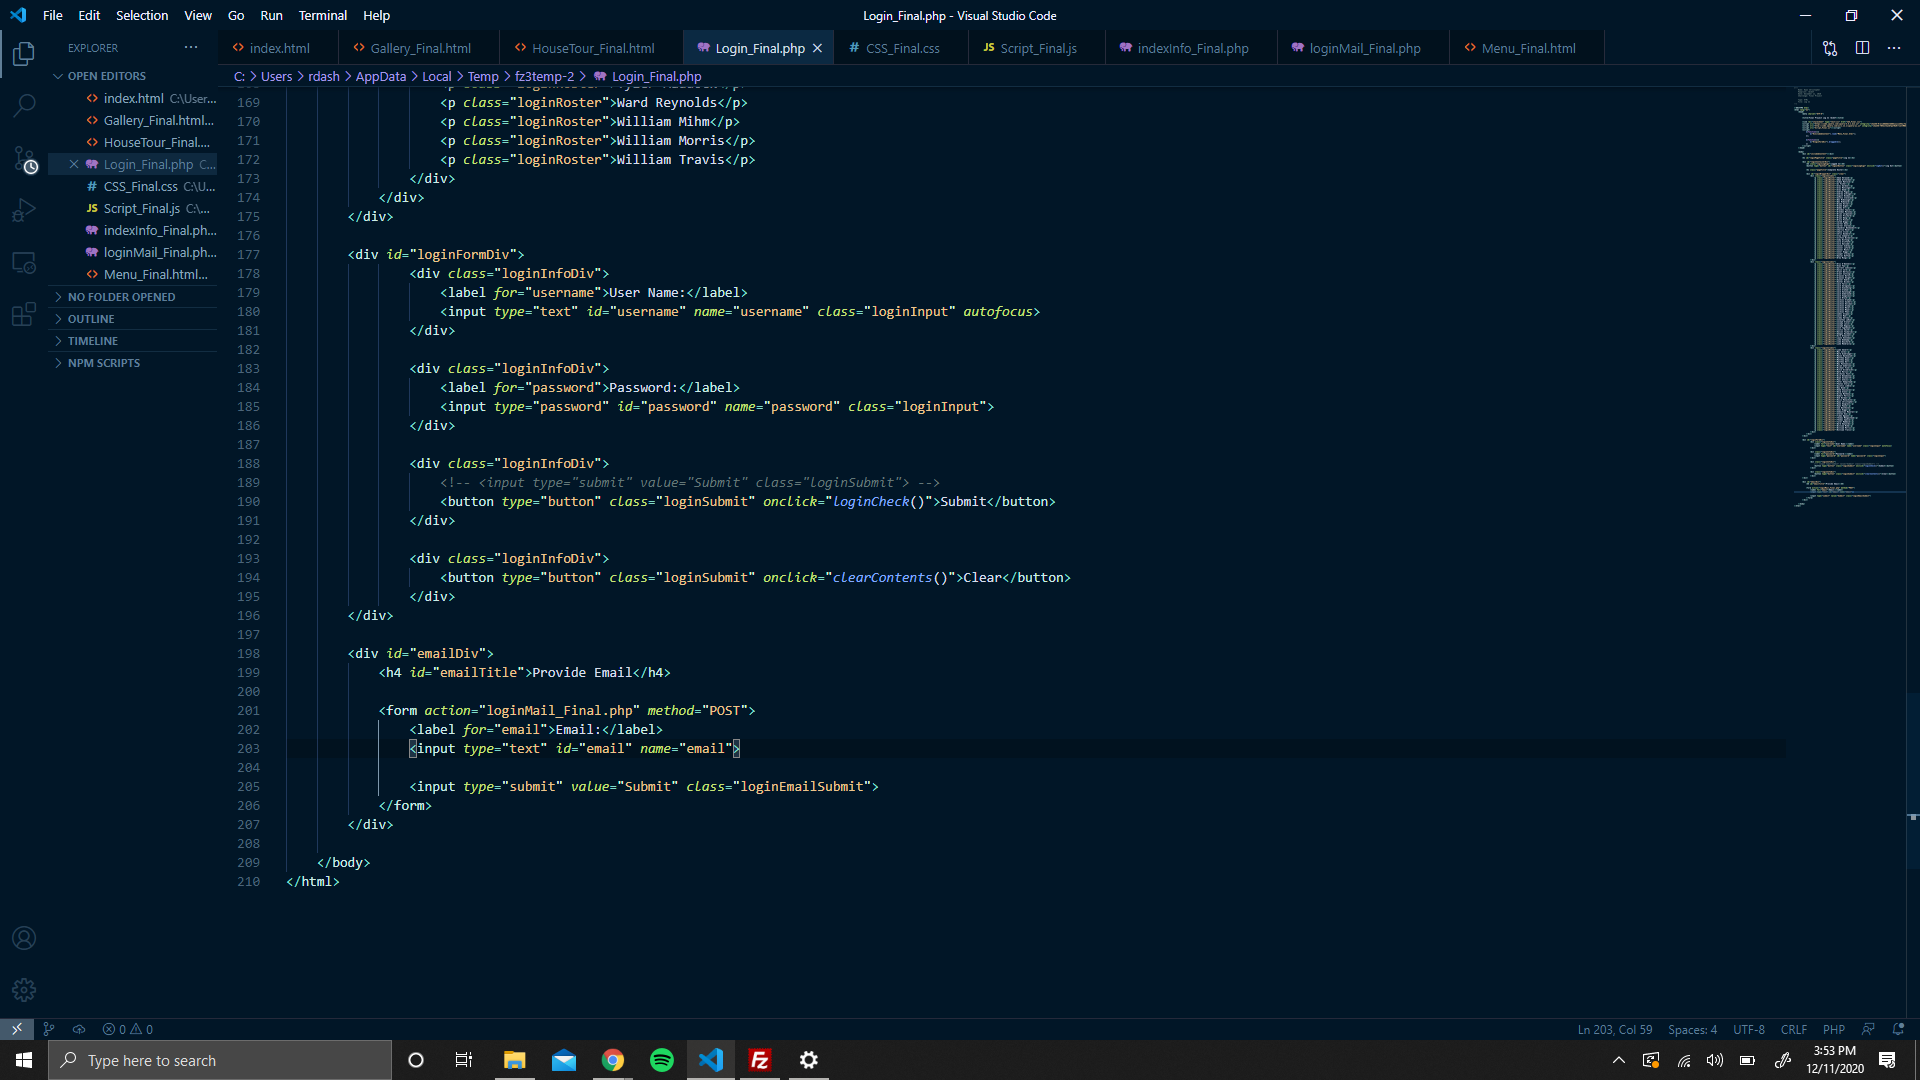 File Edit Selection View Go Run Terminal Help
Login_Final.php - Visual Studio Code
EXPLORER
index.html
Gallery_Final.html
HouseTour_Final.html
Login_Final.php
CSS_Final.css
Script_Final.js
indexInfo_Final.php
loginMail_Final.php
Menu_Final.html
OPEN EDITORS
index.html C:\User...
Gallery_Final.html...
HouseTour_Final....
Login_Final.php C...
CSS_Final.css C:\U...
Script_Final.js C:\...
indexInfo_Final.ph...
loginMail_Final.ph...
Menu_Final.html...
NO FOLDER OPENED
OUTLINE
TIMELINE
NPM SCRIPTS
C: > Users > rdash > AppData > Local > Temp > fz3temp-2 > Login_Final.php
169 <p class="loginRoster">Ward Reynolds</p>
170 <p class="loginRoster">William Mihm</p>
171 <p class="loginRoster">William Morris</p>
172 <p class="loginRoster">William Travis</p>
173 </div>
174 </div>
175 </div>
176
177 <div id="loginFormDiv">
178 <div class="loginInfoDiv">
179 <label for="username">User Name:</label>
180 <input type="text" id="username" name="username" class="loginInput" autofocus>
181 </div>
182
183 <div class="loginInfoDiv">
184 <label for="password">Password:</label>
185 <input type="password" id="password" name="password" class="loginInput">
186 </div>
187
188 <div class="loginInfoDiv">
189 <!-- <input type="submit" value="Submit" class="loginSubmit"> -->
190 <button type="button" class="loginSubmit" onclick="loginCheck()">Submit</button>
191 </div>
192
193 <div class="loginInfoDiv">
194 <button type="button" class="loginSubmit" onclick="clearContents()">Clear</button>
195 </div>
196 </div>
197
198 <div id="emailDiv">
199 <h4 id="emailTitle">Provide Email</h4>
200
201 <form action="loginMail_Final.php" method="POST">
202 <label for="email">Email:</label>
203 <input type="text" id="email" name="email">
204
205 <input type="submit" value="Submit" class="loginEmailSubmit">
206 </form>
207 </div>
208
209 </body>
210 </html>
0 0
Ln 203, Col 59 Spaces: 4 UTF-8 CRLF PHP
Type here to search
3:53 PM
12/11/2020